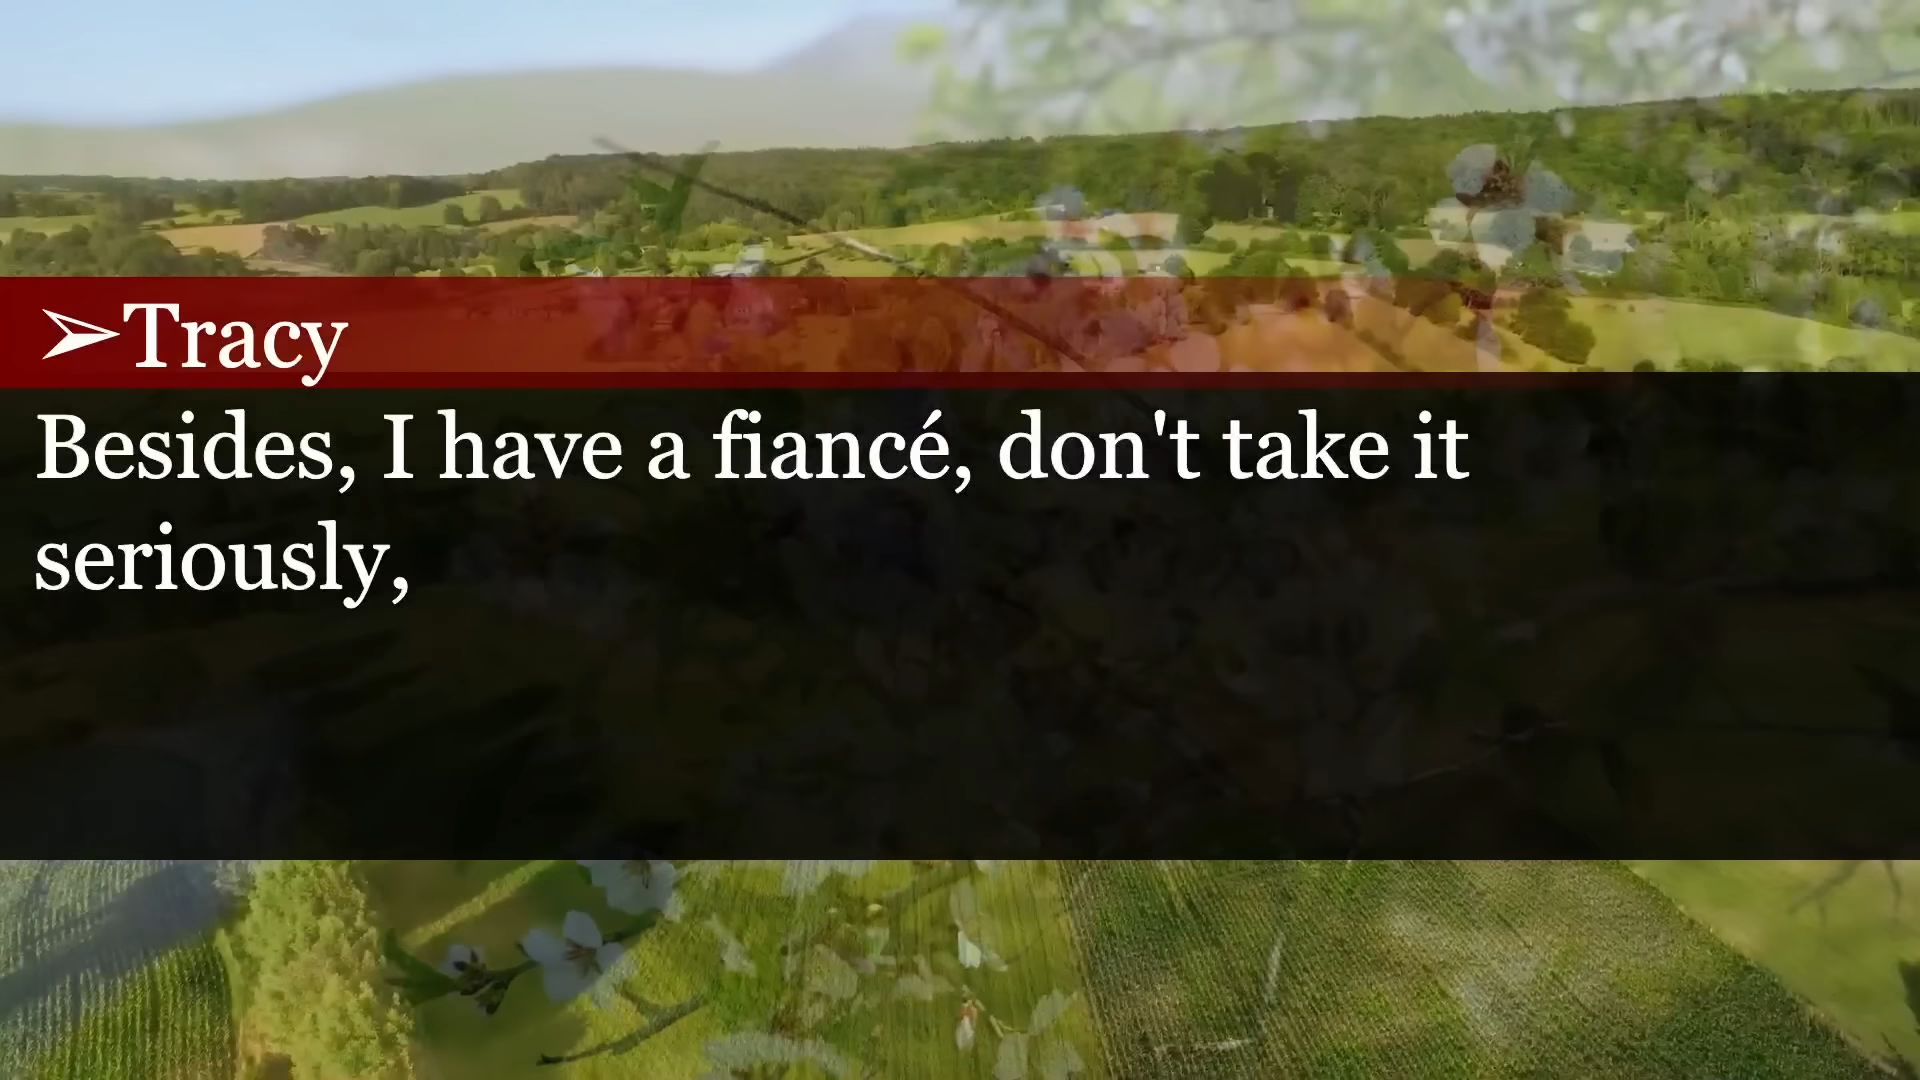 ➢Tracy
Besides, I have a fiancé, don't take it
seriously,